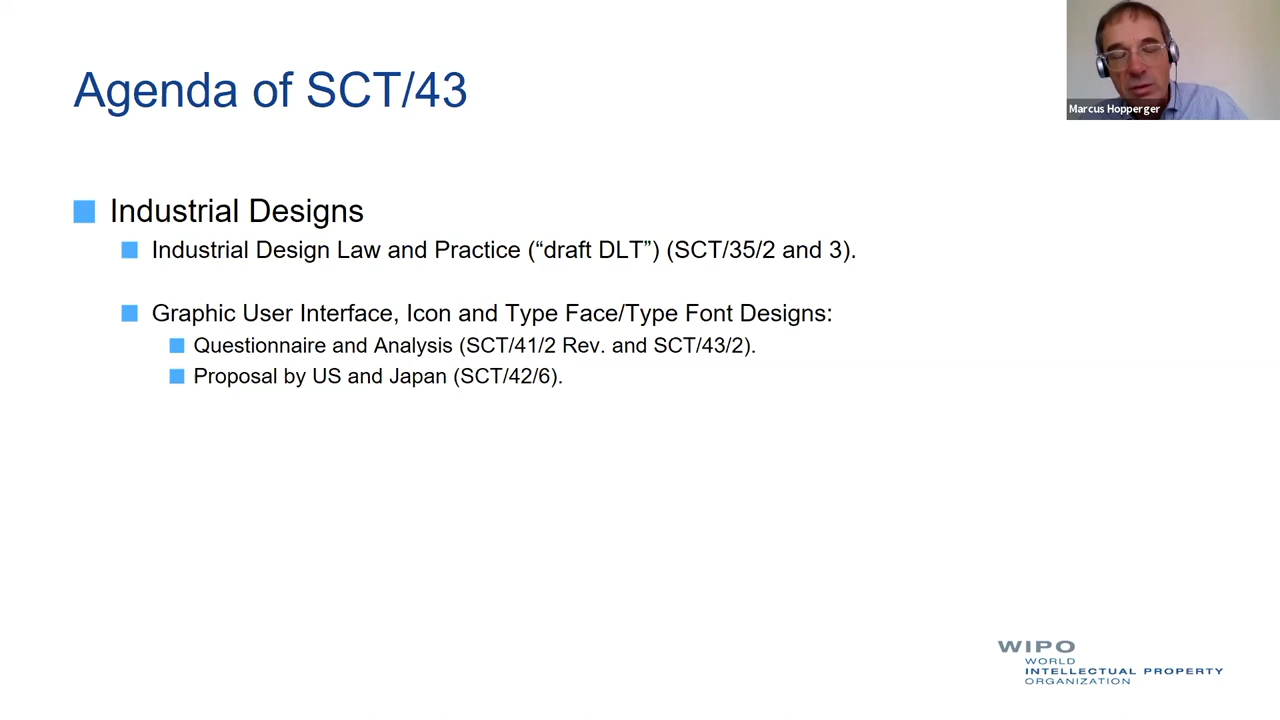 Agenda of SCT/43
Marcus Hopperger
Industrial Designs
Industrial Design Law and Practice (“draft DLT”) (SCT/35/2 and 3).
Graphic User Interface, Icon and Type Face/Type Font Designs:
Questionnaire and Analysis (SCT/41/2 Rev. and SCT/43/2).
Proposal by US and Japan (SCT/42/6).
WIPO
WORLD
INTELLECTUAL PROPERTY
ORGANIZATION